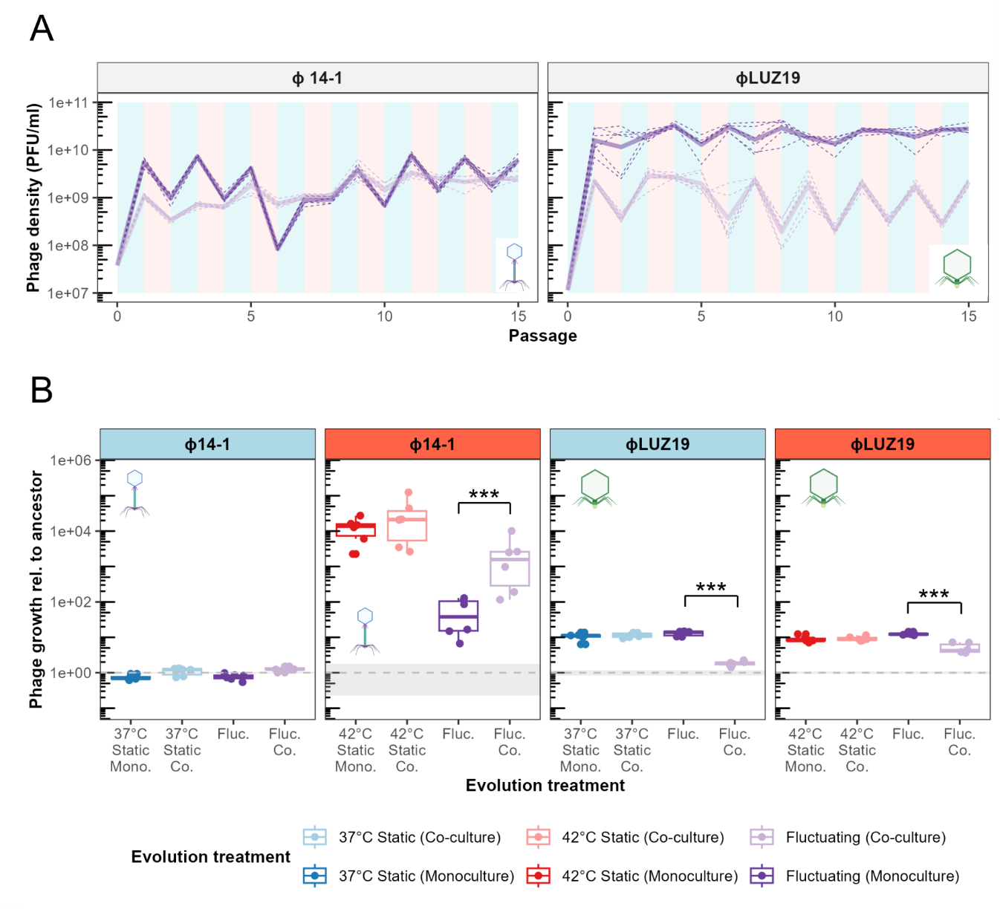 A
ϕ 14-1
ϕLUZ19
Phage density (PFU/ml)
1e+11
1e+10
1e+09
1e+08
1e+07
0
5
10
15
0
5
10
15
Passage
B
ϕ14-1
ϕ14-1
ϕLUZ19
ϕLUZ19
Phage growth rel. to ancestor
1e+06
1e+04
1e+02
1e+00
***
***
***
37°C
Static
Mono.
37°C
Static
Co.
Fluc.
Fluc.
Co.
42°C
Static
Mono.
42°C
Static
Co.
Fluc.
Fluc.
Co.
37°C
Static
Mono.
37°C
Static
Co.
Fluc.
Fluc.
Co.
42°C
Static
Mono.
42°C
Static
Co.
Fluc.
Fluc.
Co.
Evolution treatment
Evolution treatment
37°C Static (Co-culture)
42°C Static (Co-culture)
Fluctuating (Co-culture)
37°C Static (Monoculture)
42°C Static (Monoculture)
Fluctuating (Monoculture)